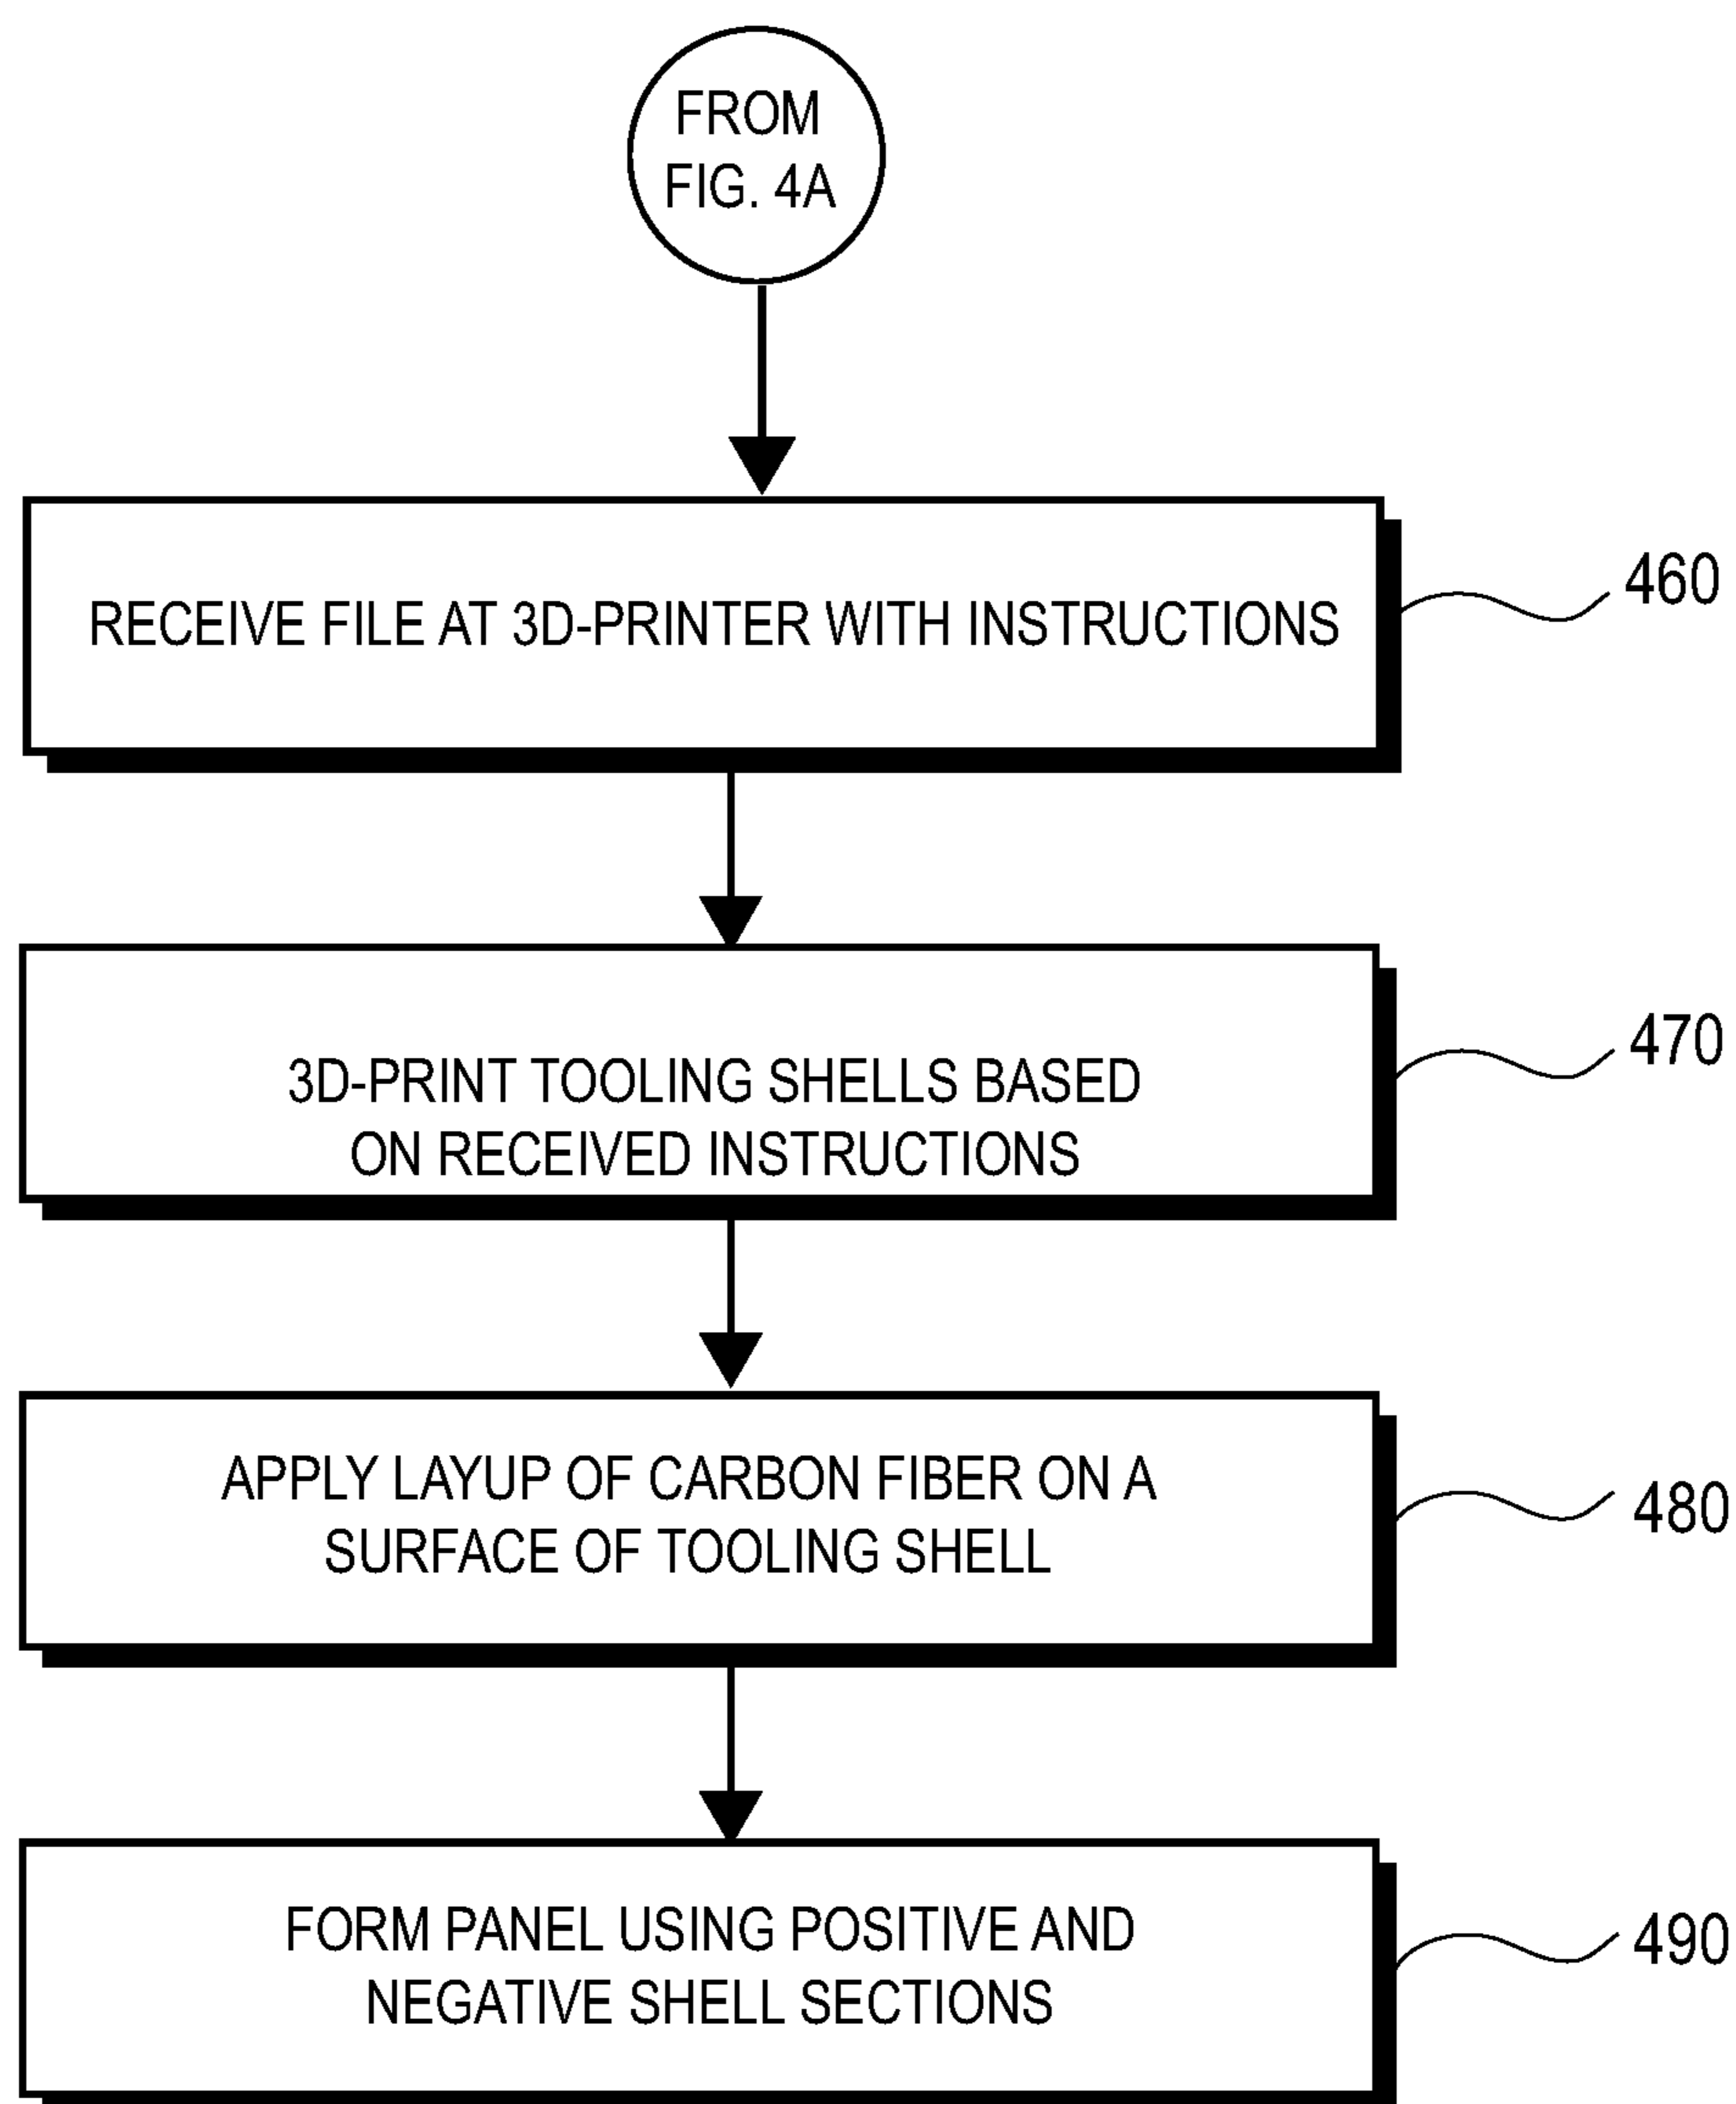 FROM
FIG. 4A
RECEIVE FILE AT 3D-PRINTER WITH INSTRUCTIONS
460
3D-PRINT TOOLING SHELLS BASED
ON RECEIVED INSTRUCTIONS
470
APPLY LAYUP OF CARBON FIBER ON A
SURFACE OF TOOLING SHELL
480
FORM PANEL USING POSITIVE AND
NEGATIVE SHELL SECTIONS
490